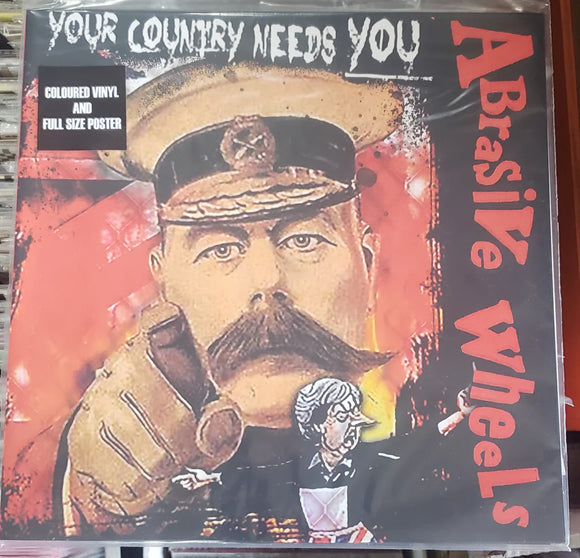 YOUR COUNTRY NEEDS YOU
COLOURED VINYL
AND
FULL SIZE POSTER
ABrasiVe WHeeLs